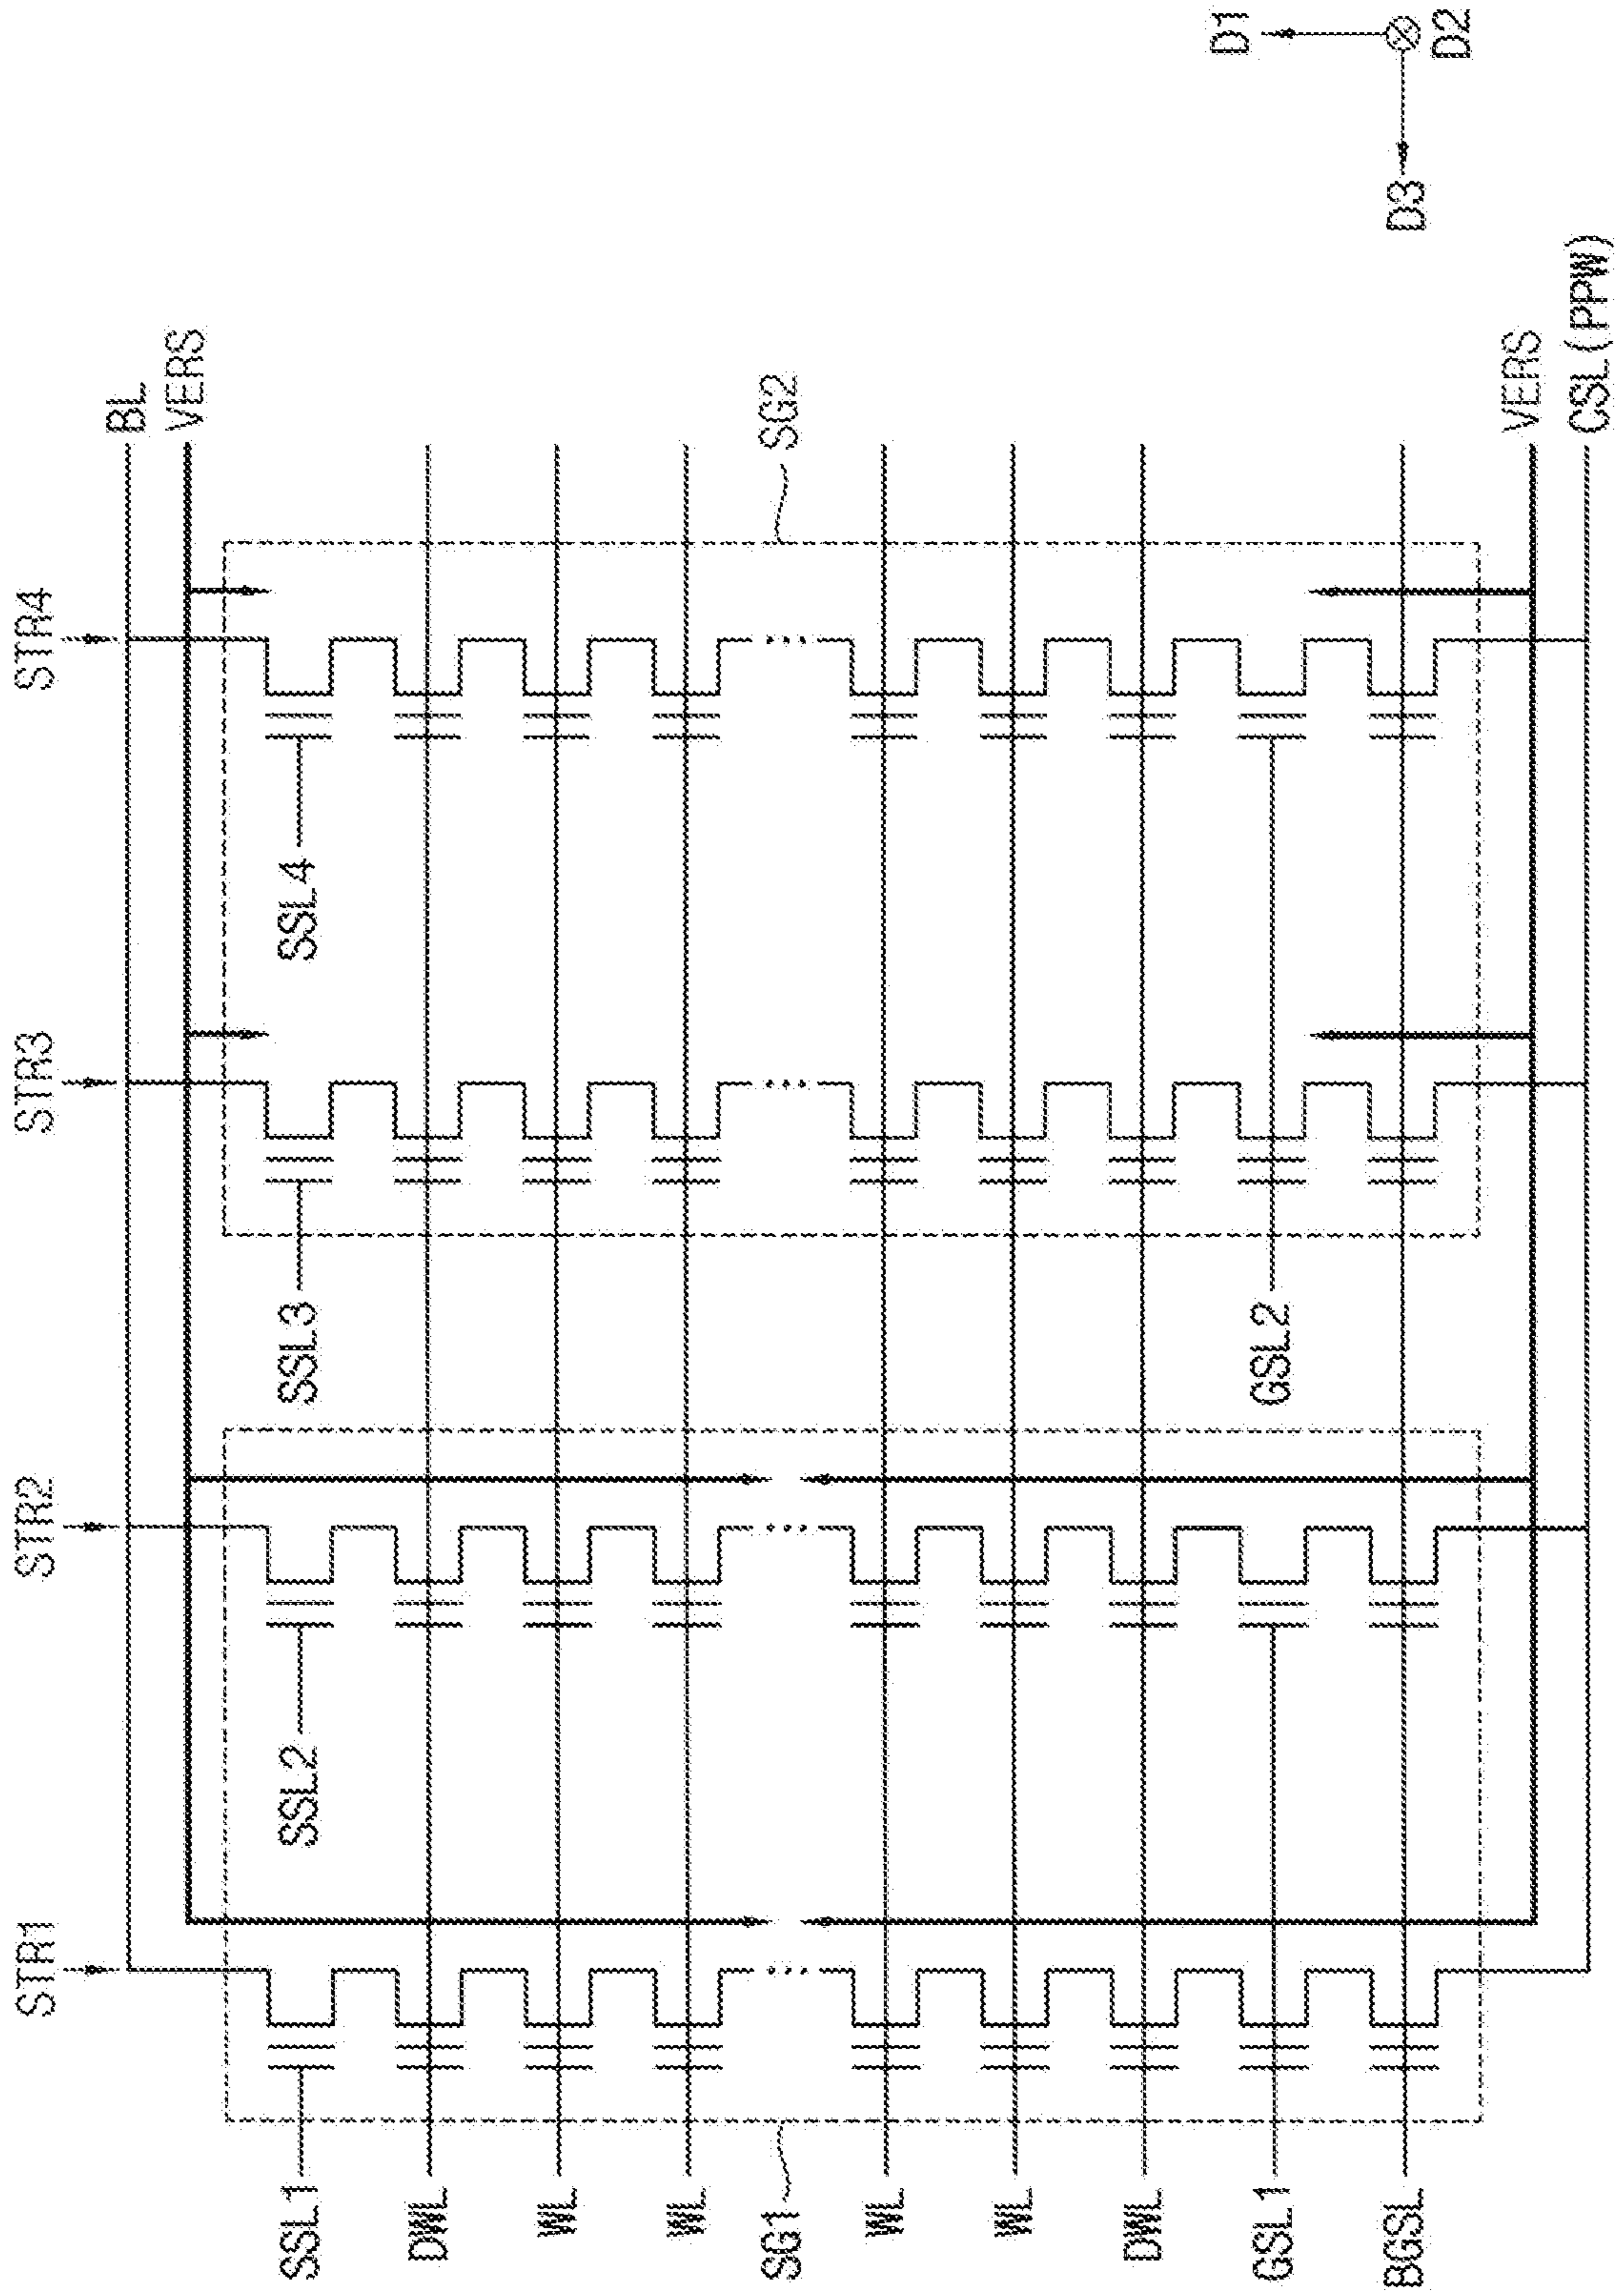 STR1
STR2
STR3
STR4
BL
VERS
SSL1
SSL2
SSL3
SSL4
DWL
WL
WL
SG1
SG2
WL
WL
DWL
GSL1
GSL2
BGSL
VERS
CSL(PPW)
D1
D3
D2